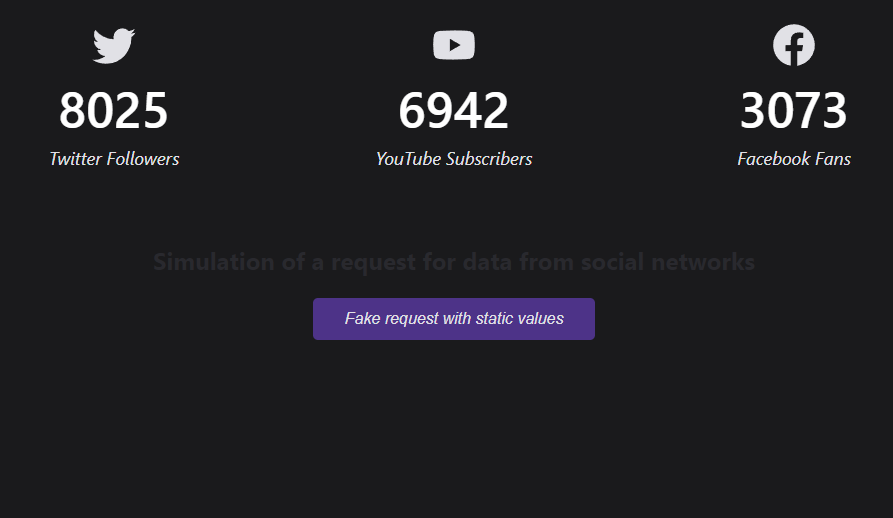 8025
6942
3073
Twitter Followers
YouTube Subscribers
Facebook Fans
Simulation of a request for data from social networks
Fake request with static values